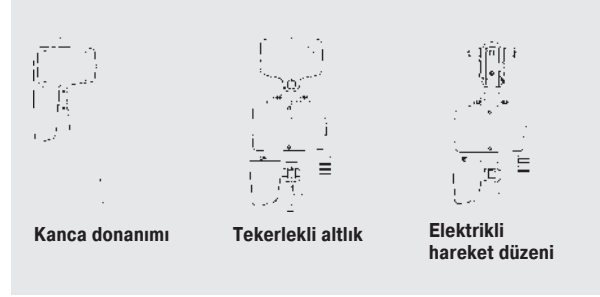 Kanca donanımı
Tekerlekli altlık
Elektrikli
hareket düzeni